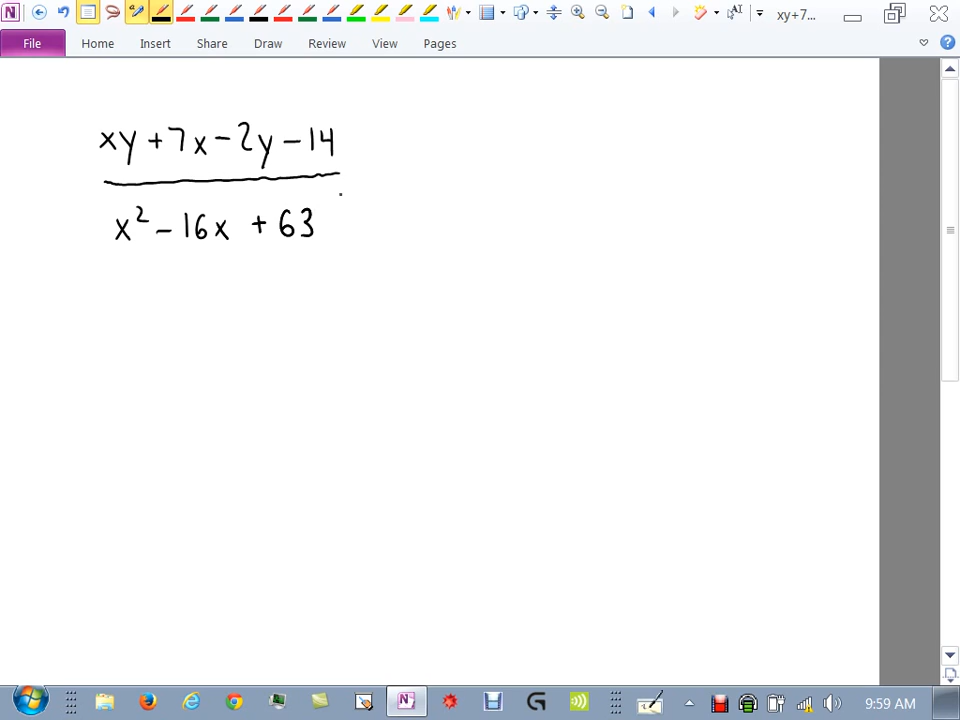 xy+7...
File Home Insert Share Draw Review View Pages
xy + 7x - 2y - 14
x² - 16x + 63
9:59 AM